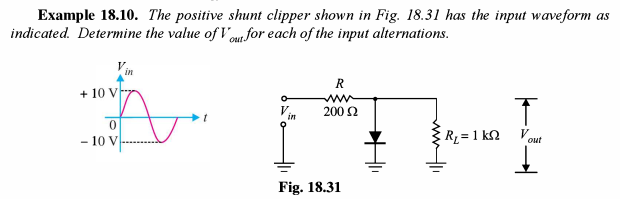 Example 18.10. The positive shunt clipper shown in Fig. 18.31 has the input waveform as
indicated. Determine the value of Vout for each of the input alternations.
Vin
+ 10 V
0
t
– 10 V
R
Vin
200 Ω
RL = 1 kΩ
Vout
Fig. 18.31